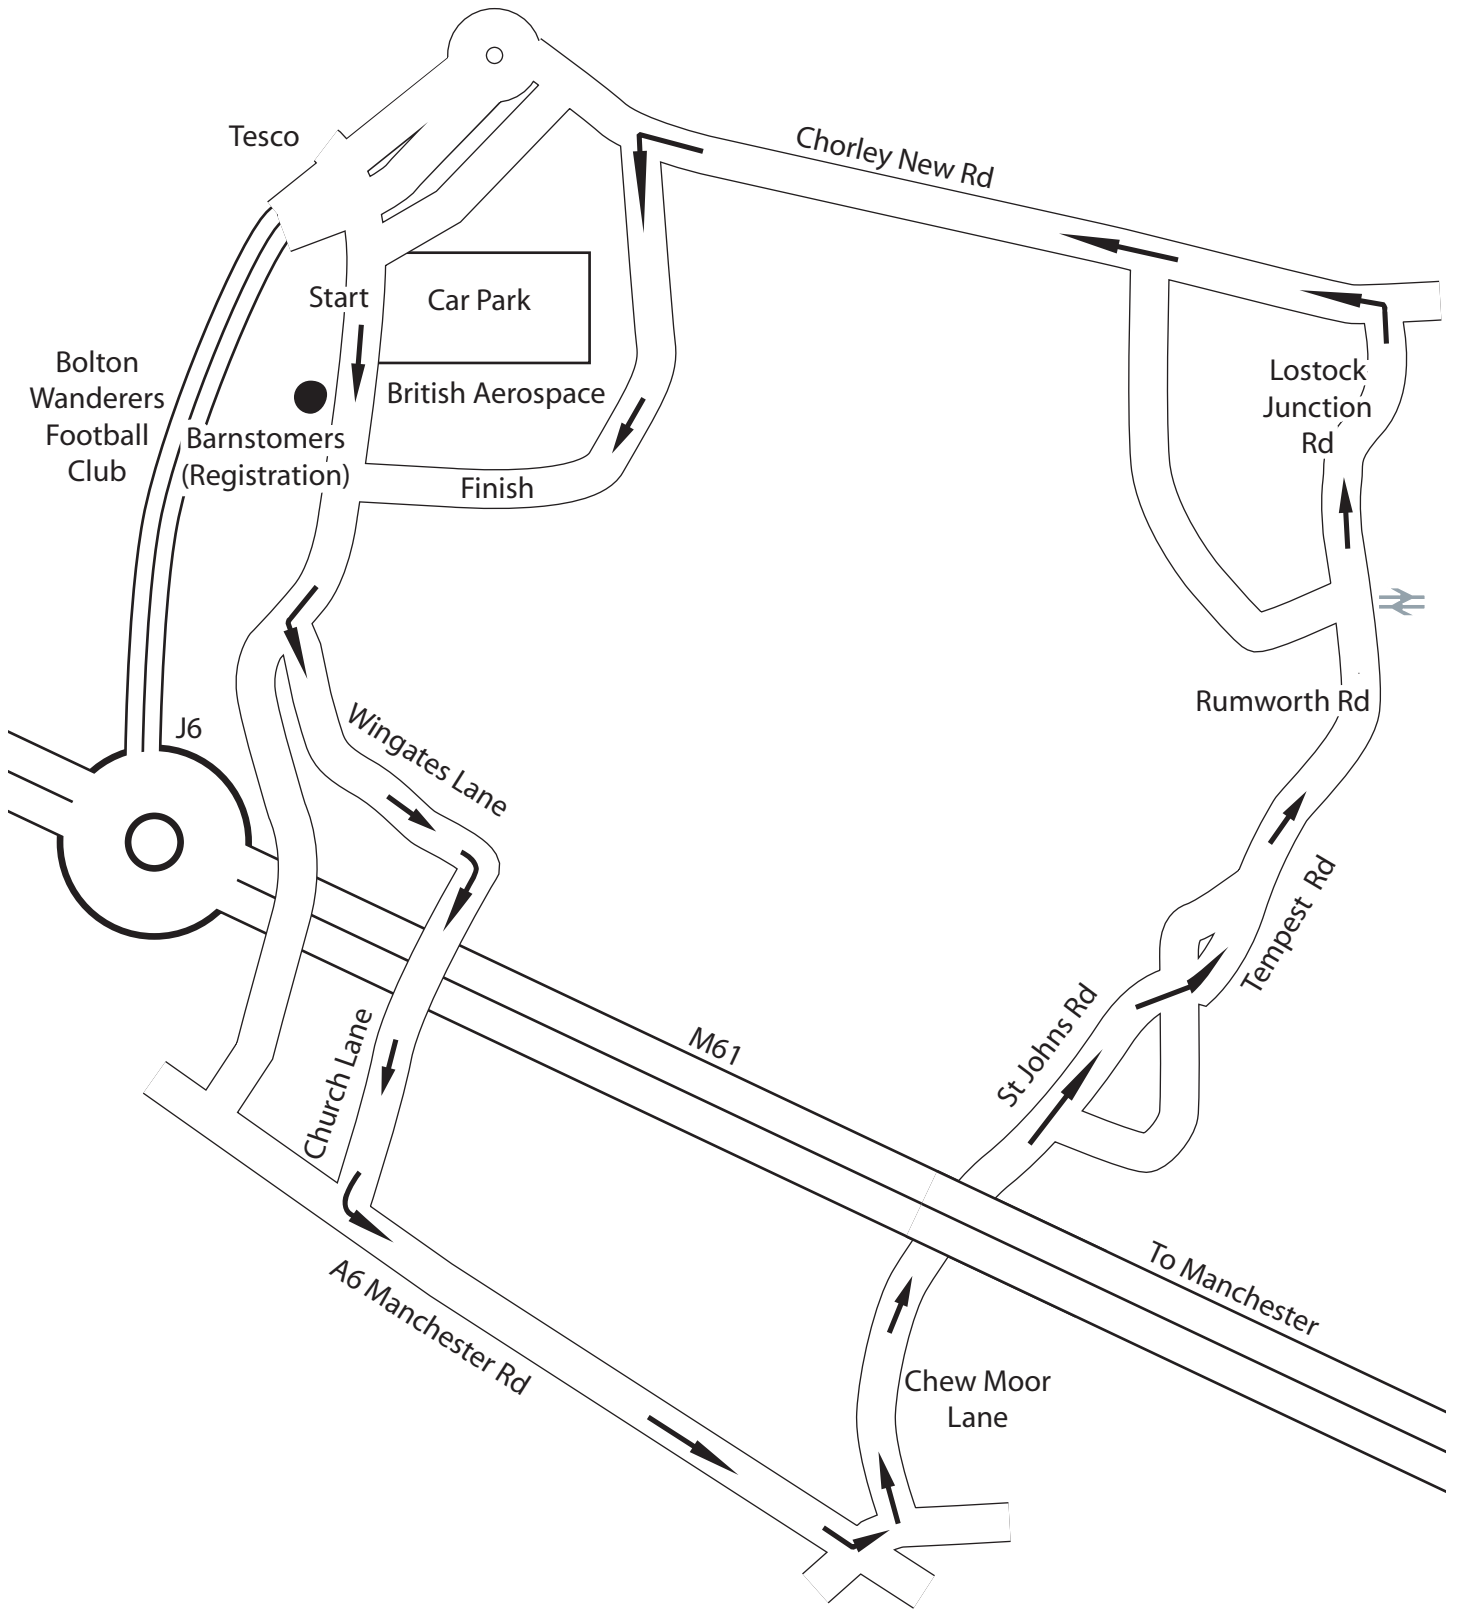 Tesco
Chorley New Rd
Start
Car Park
Bolton
Wanderers
Football
Club
British Aerospace
Barnstomers
(Registration)
Finish
Lostock
Junction
Rd
Rumworth Rd
J6
Wingates Lane
Tempest Rd
St Johns Rd
Church Lane
M61
To Manchester
A6 Manchester Rd
Chew Moor
Lane